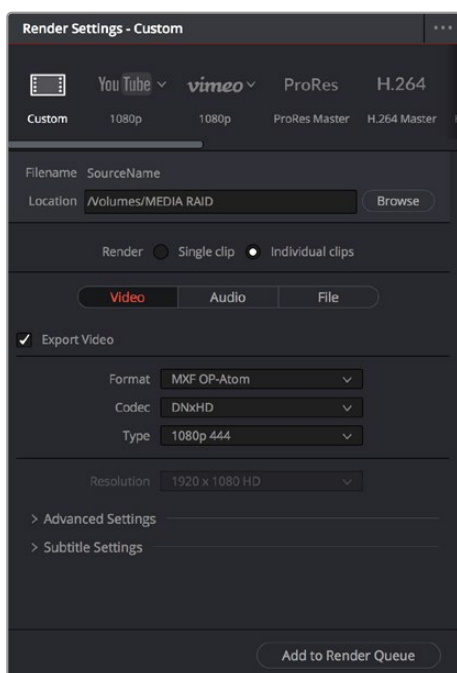 Render Settings - Custom
YouTube vimeo ProRes H.264
Custom 1080p 1080p ProRes Master H.264 Master
Filename SourceName
Location /Volumes/MEDIA RAID Browse
Render Single clip Individual clips
Video Audio File
Export Video
Format MXF OP-Atom
Codec DNxHD
Type 1080p 444
Resolution 1920 x 1080 HD
> Advanced Settings
> Subtitle Settings
Add to Render Queue